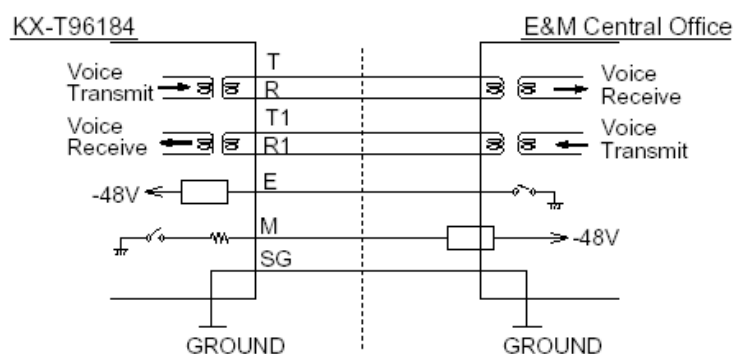 KX-T96184
E&M Central Office
T
Voice
Transmit
R
Voice
Receive
T1
Voice
Receive
R1
Voice
Transmit
E
-48V
M
-48V
SG
GROUND
GROUND